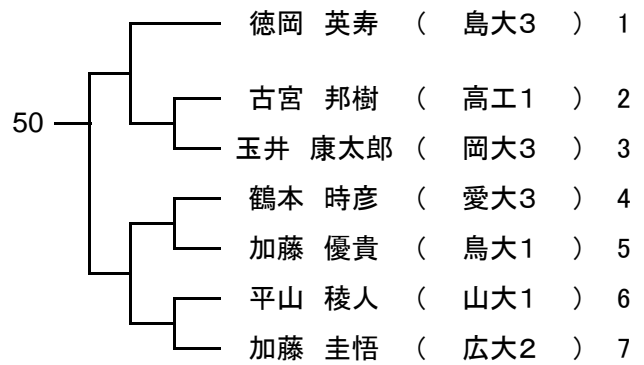 徳岡 英寿 ( 島大3 ) 1
古宮 邦樹 ( 高工1 ) 2
50
玉井 康太郎 ( 岡大3 ) 3
鶴本 時彦 ( 愛大3 ) 4
加藤 優貴 ( 鳥大1 ) 5
平山 稜人 ( 山大1 ) 6
加藤 圭悟 ( 広大2 ) 7